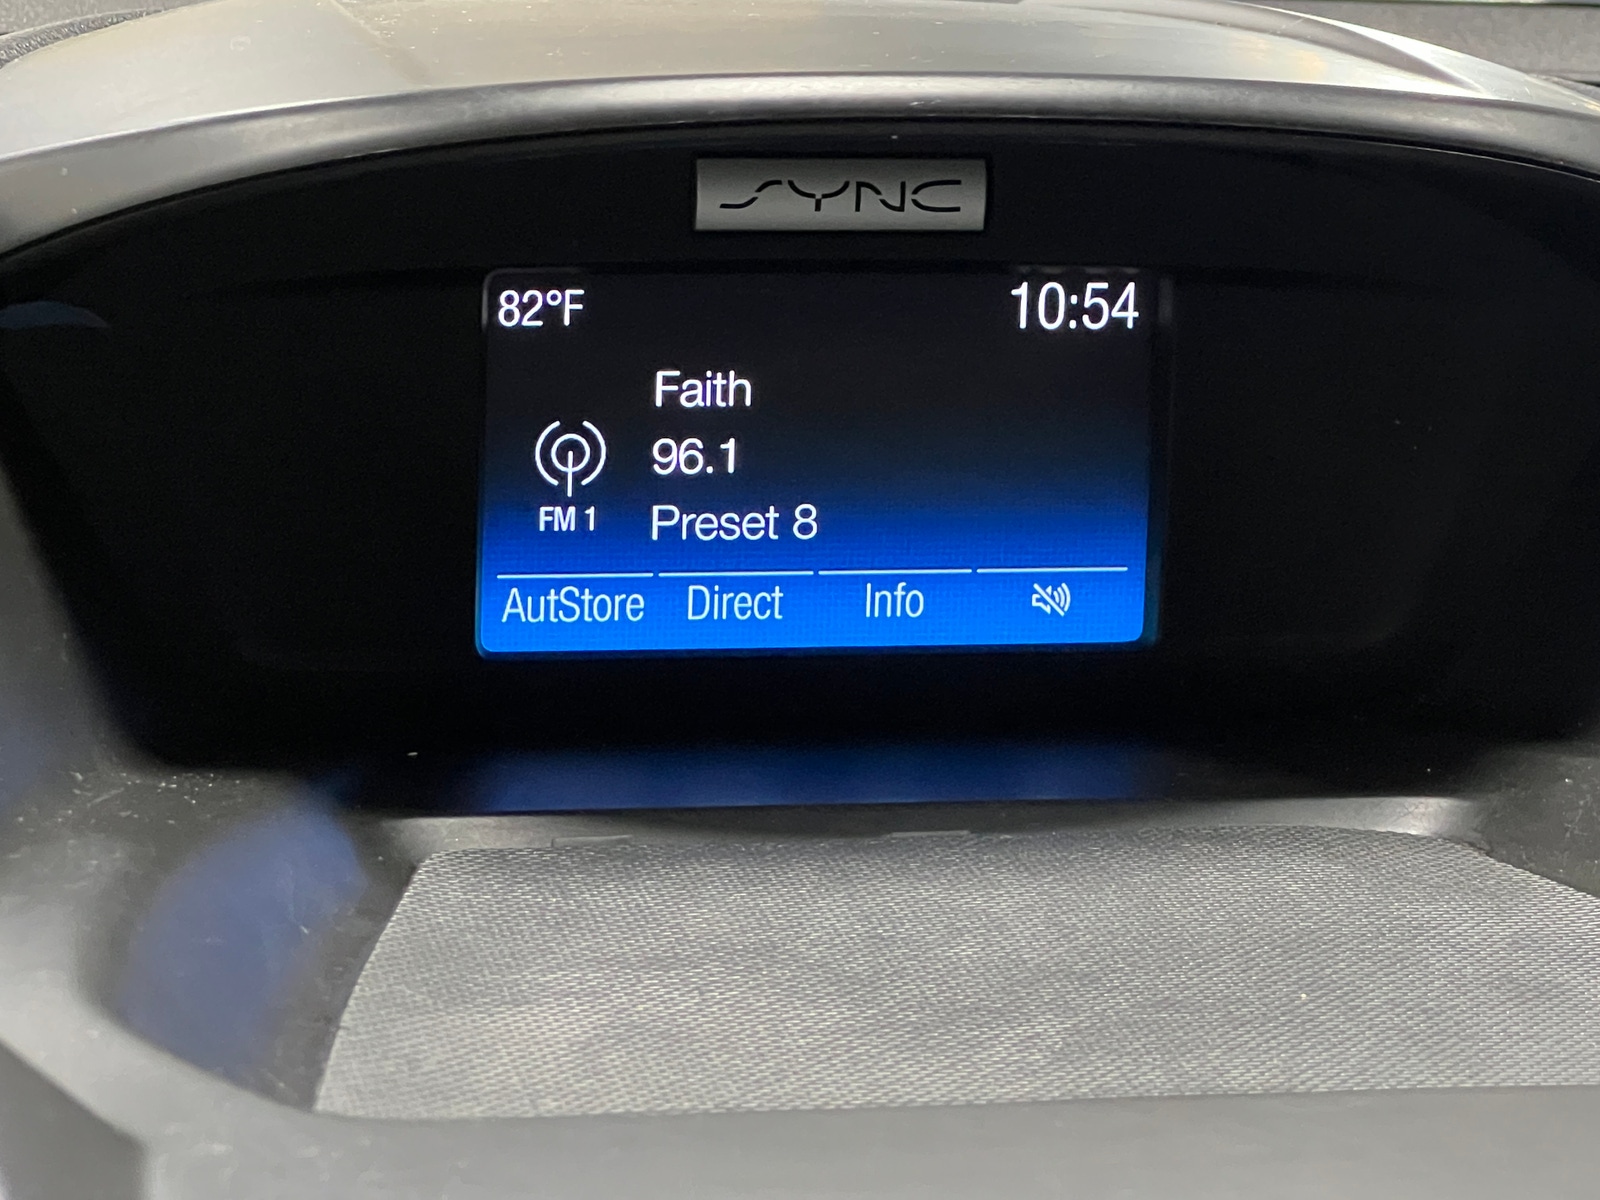 SYNC
82°F
10:54
Faith
96.1
FM 1
Preset 8
AutStore
Direct
Info